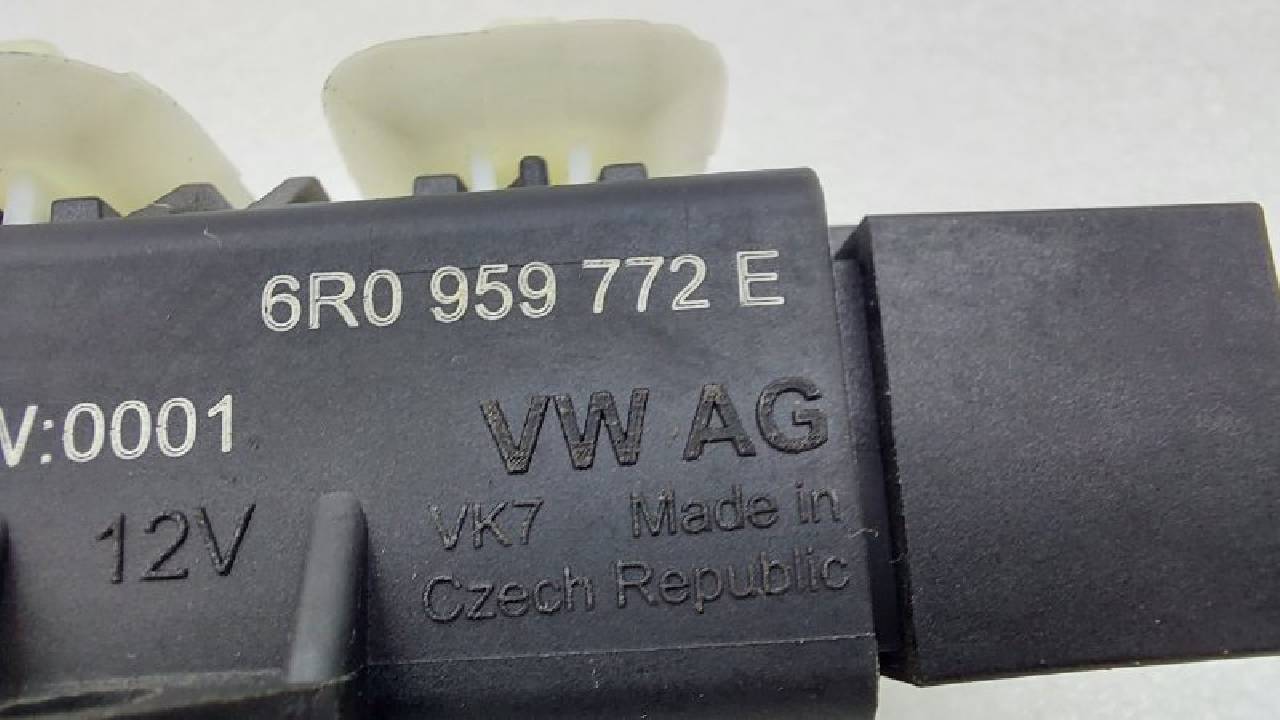 6R0 959 772 E
V:0001
VW AG
12V
VK7 Made in
Czech Republic